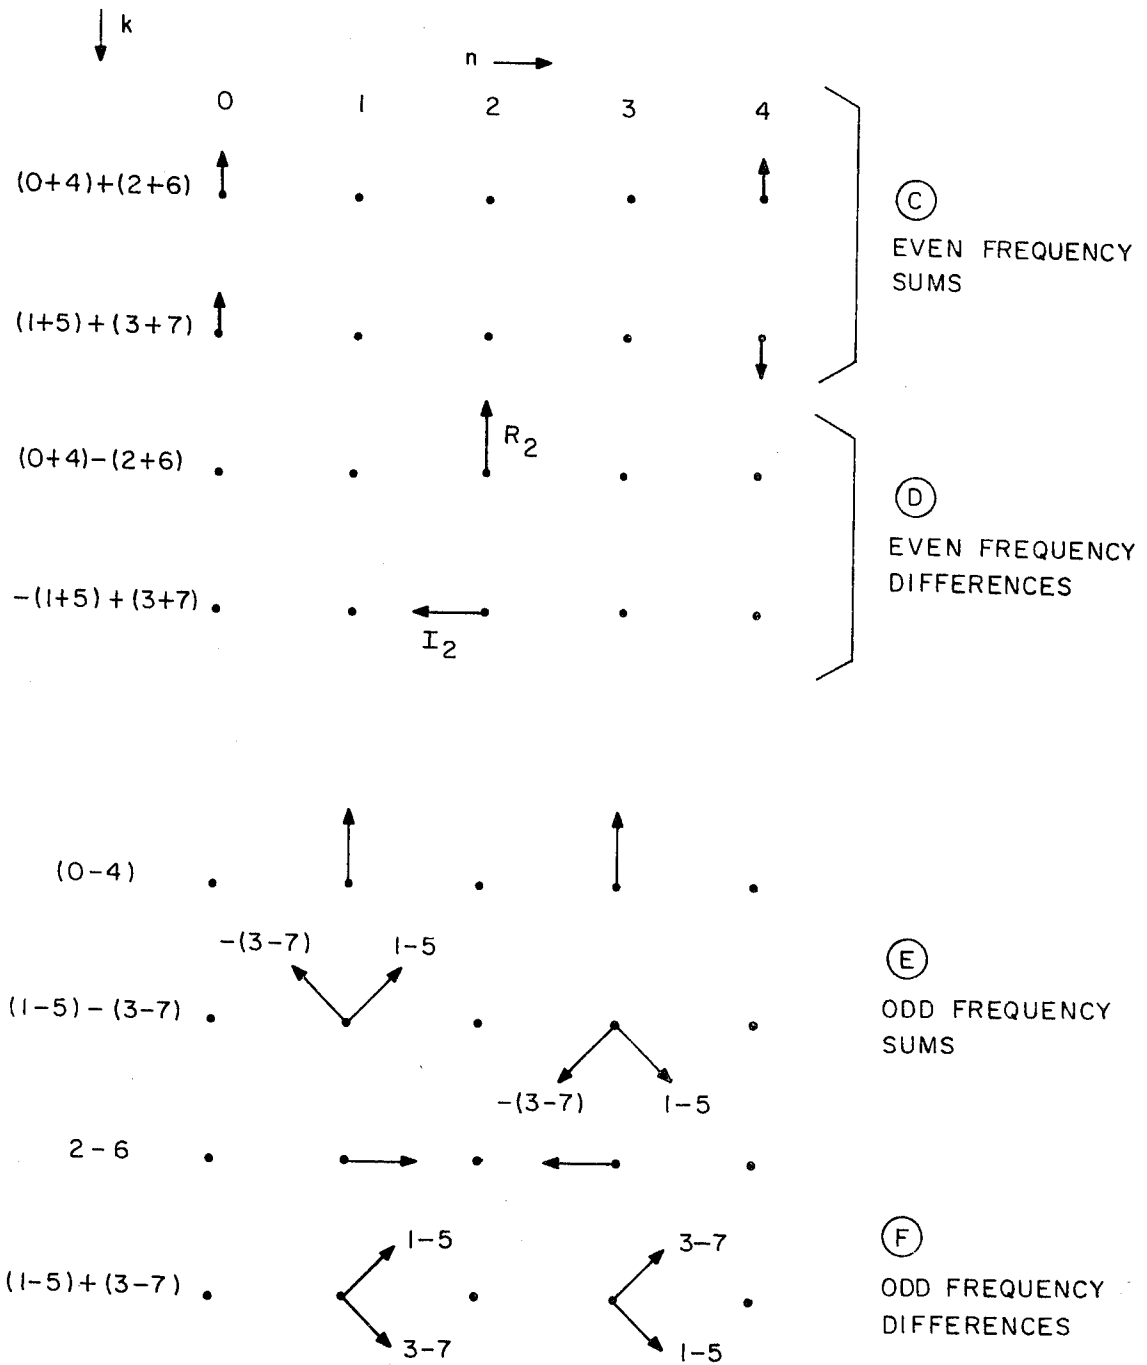 k
n
0 1 2 3 4
(0+4)+(2+6)
C
EVEN FREQUENCY
SUMS
(1+5)+(3+7)
(0+4)-(2+6)
R2
D
EVEN FREQUENCY
DIFFERENCES
-(1+5)+(3+7)
I2
(0-4)
-(3-7) 1-5
(1-5)-(3-7)
E
ODD FREQUENCY
SUMS
-(3-7) 1-5
2-6
1-5 3-7
F
(1-5)+(3-7)
ODD FREQUENCY
DIFFERENCES
3-7 1-5